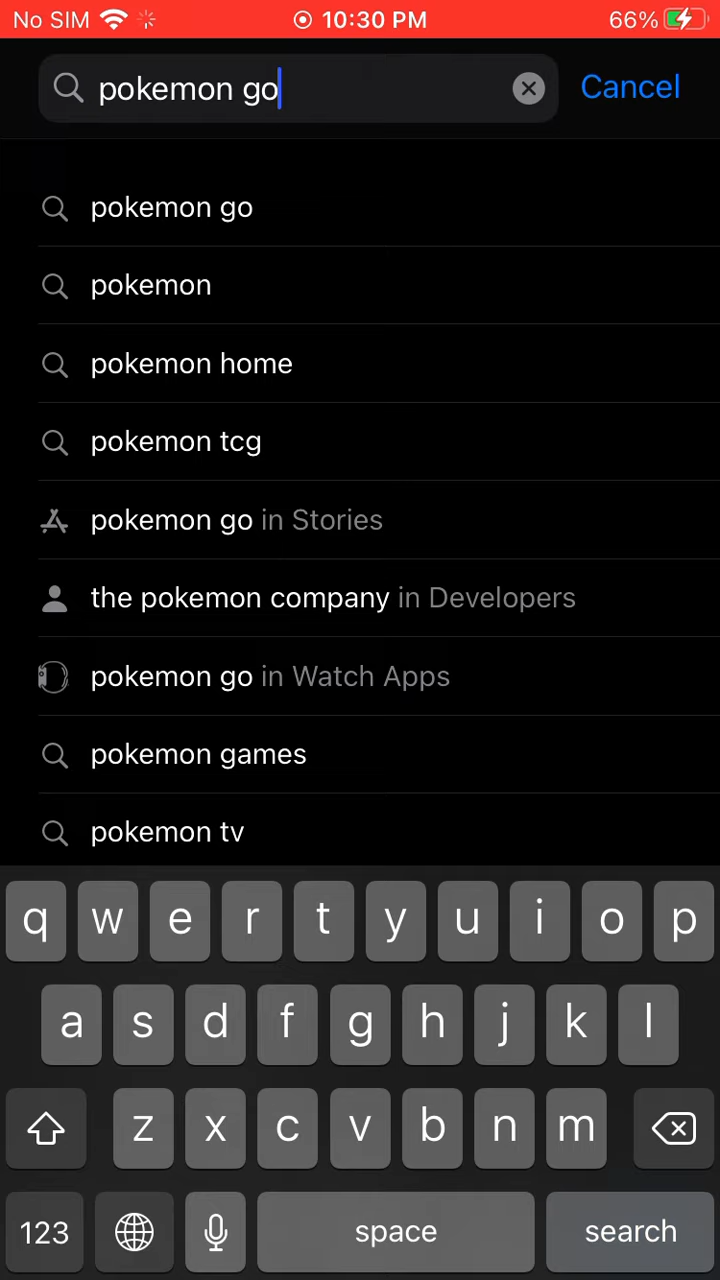 No SIM 10:30 PM 66%
pokemon go Cancel
pokemon go
pokemon
pokemon home
pokemon tcg
pokemon go in Stories
the pokemon company in Developers
pokemon go in Watch Apps
pokemon games
pokemon tv
q w e r t y u i o p
a s d f g h j k l
z x c v b n m
123 space search